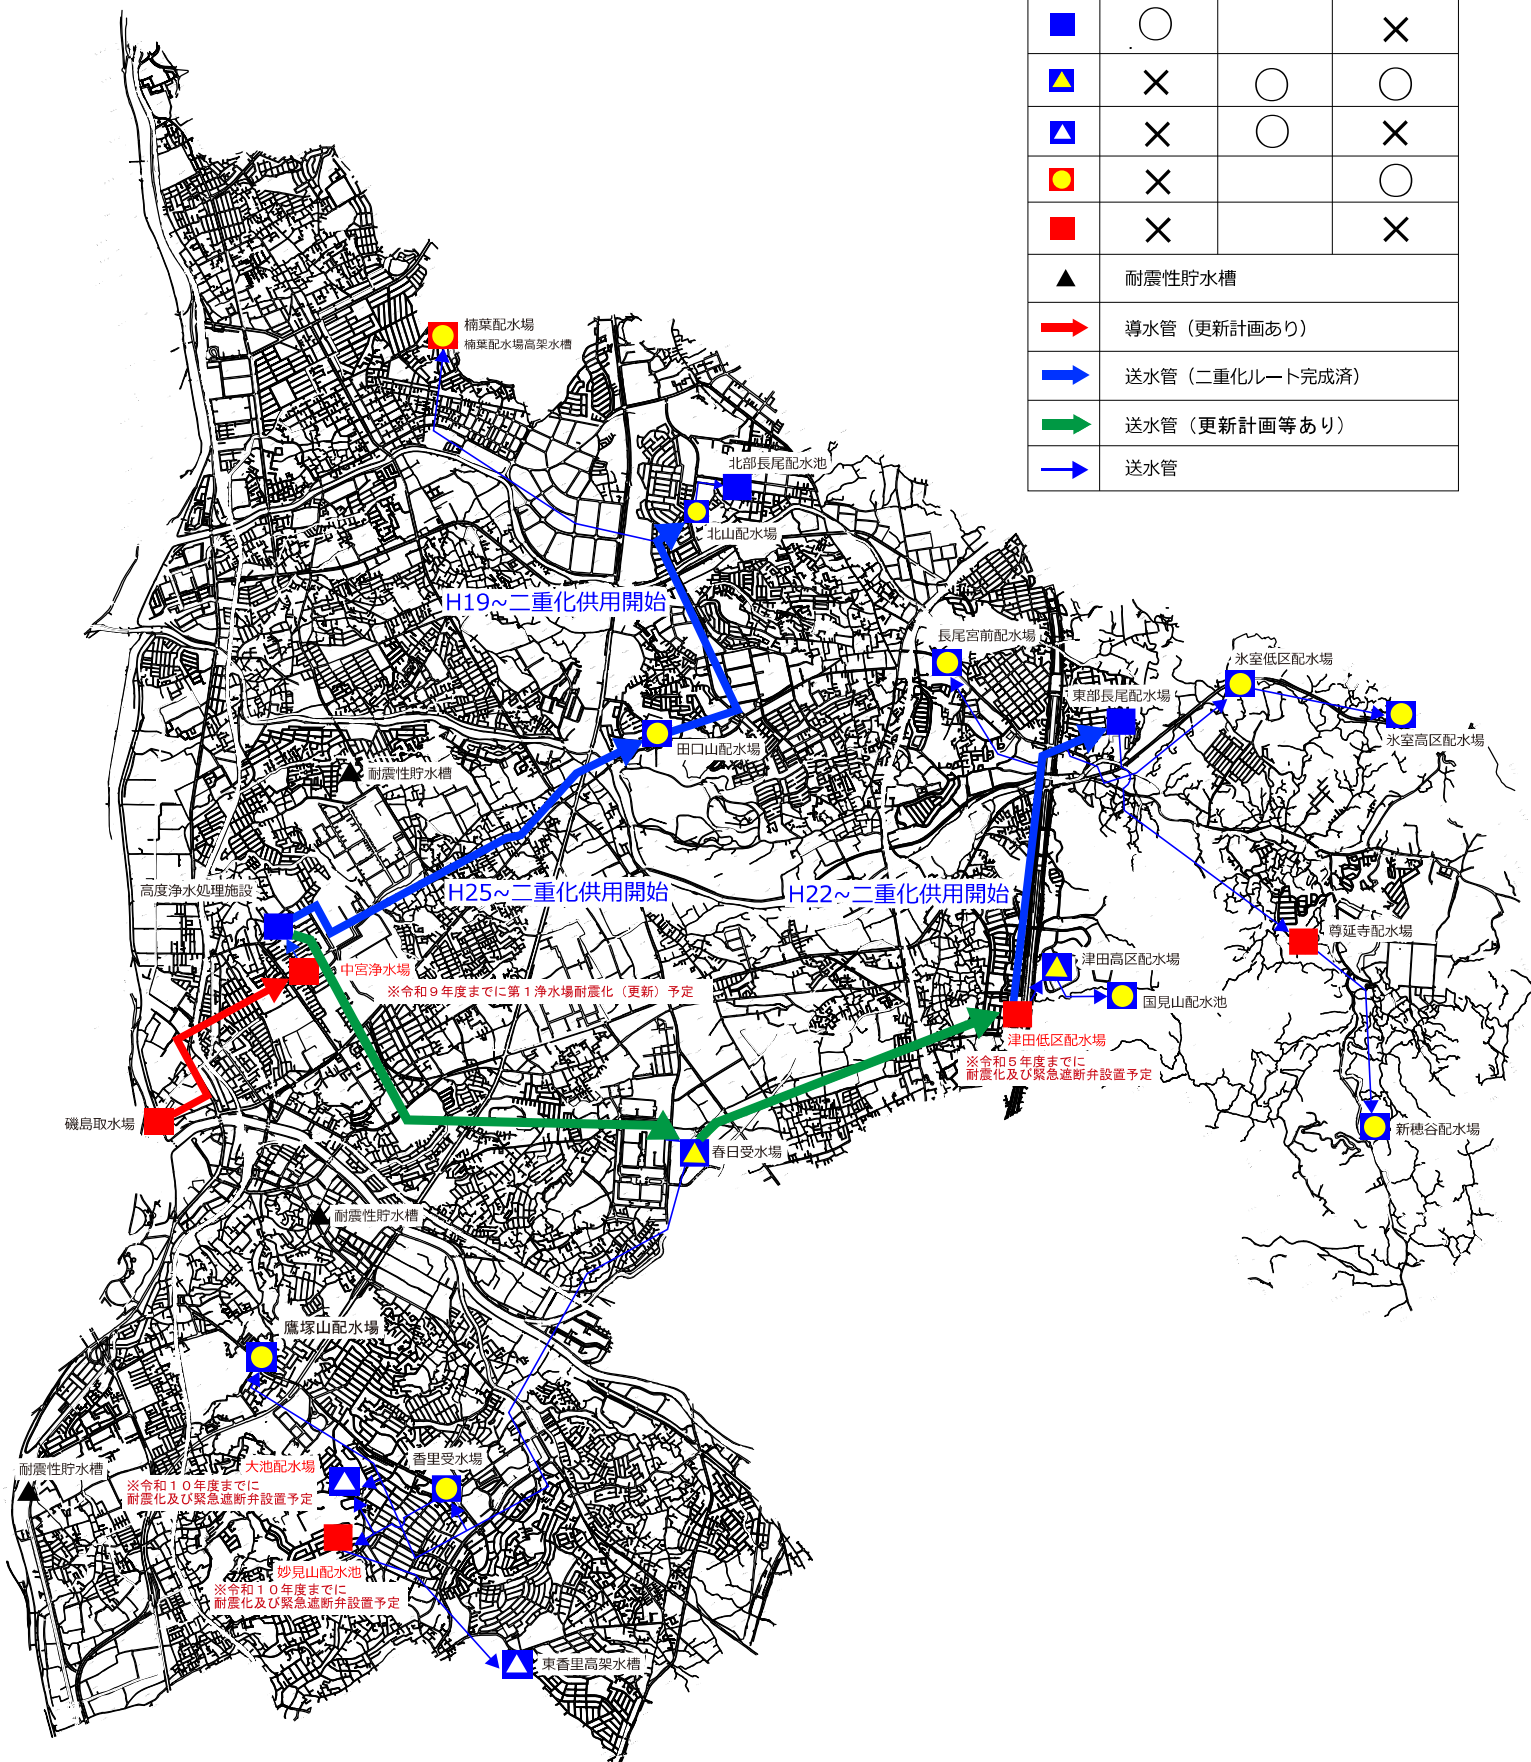 ○ ×
× ○ ○
× ○ ×
× ○
× ×
耐震性貯水槽
導水管（更新計画あり）
送水管（二重化ルート完成済）
送水管（更新計画等あり）
送水管
楠葉配水場
楠葉配水場高架水槽
北部長尾配水池
北山配水場
H19~二重化供用開始
長尾宮前配水場
氷室低区配水場
東部長尾配水場
氷室高区配水場
田口山配水場
耐震性貯水槽
高度浄水処理施設
H25~二重化供用開始
H22~二重化供用開始
尊延寺配水場
津田高区配水場
中宮浄水場
※令和９年度までに第１浄水場耐震化（更新）予定
国見山配水池
津田低区配水場
※令和５年度までに
耐震化及び緊急遮断弁設置予定
磯島取水場
新穂谷配水場
春日受水場
耐震性貯水槽
鷹塚山配水場
香里受水場
大池配水場
※令和１０年度までに
耐震化及び緊急遮断弁設置予定
耐震性貯水槽
妙見山配水池
※令和１０年度までに
耐震化及び緊急遮断弁設置予定
東香里高架水槽